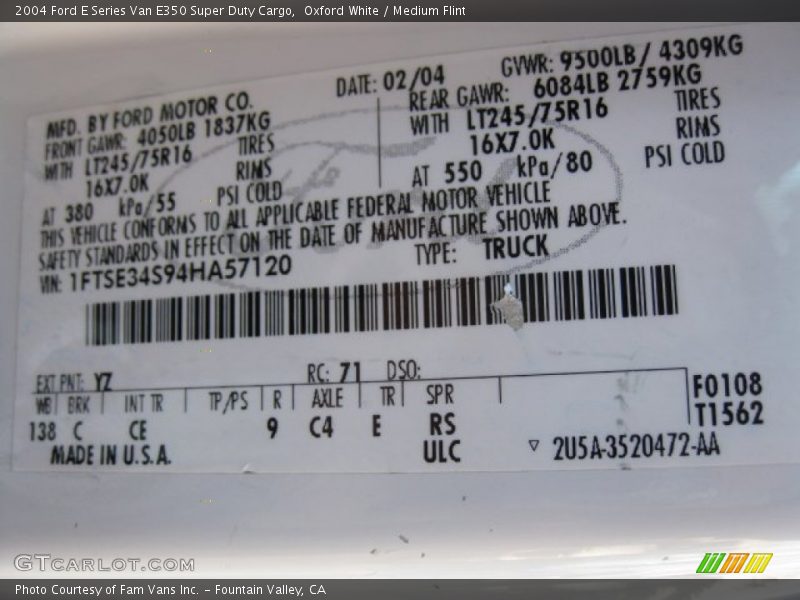 2004 Ford E Series Van E350 Super Duty Cargo,  Oxford White / Medium Flint
MFD. BY FORD MOTOR CO.
FRONT GAWR: 4050LB 1837KG
WITH LT245/75R16 TIRES
16X7.0K RIMS
AT 380 kPa/55 PSI COLD
DATE: 02/04
GVWR: 9500LB/ 4309KG
REAR GAWR: 6084LB 2759KG
WITH LT245/75R16 TIRES
16X7.0K RIMS
AT 550 kPa/80 PSI COLD
THIS VEHICLE CONFORMS TO ALL APPLICABLE FEDERAL MOTOR VEHICLE
SAFETY STANDARDS IN EFFECT ON THE DATE OF MANUFACTURE SHOWN ABOVE.
VIN: 1FTSE34S94HA57120
TYPE: TRUCK
EXT PNT: YZ RC: 71 DSO:
WB BRK INT TR TP/PS R AXLE TR SPR
138 C CE 9 C4 E RS
F0108
T1562
MADE IN U.S.A. ULC ▽ 2U5A-3520472-AA
GTCARLOT.COM
Photo Courtesy of Fam Vans Inc. - Fountain Valley, CA